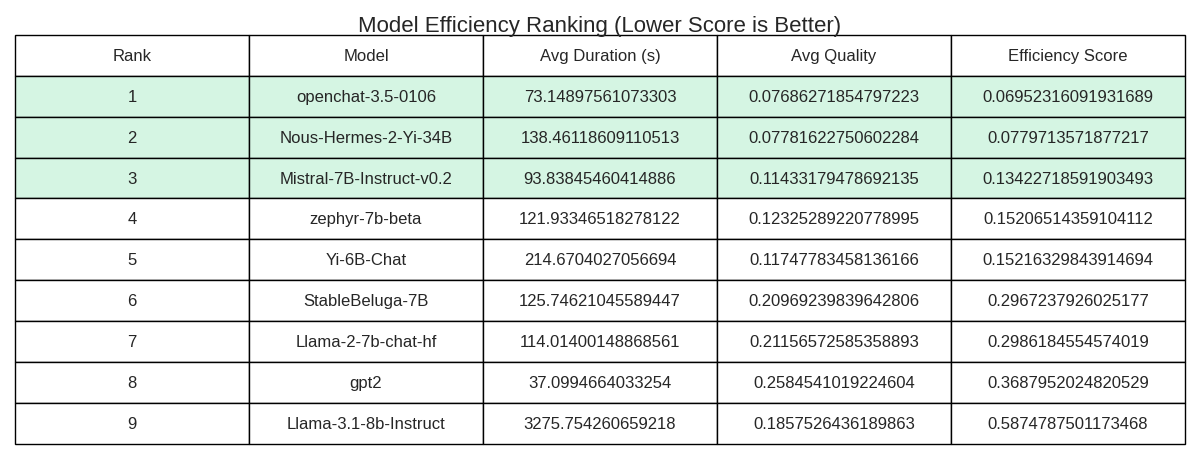 Model Efficiency Ranking (Lower Score is Better)
Rank Model Avg Duration (s) Avg Quality Efficiency Score
1 openchat-3.5-0106 73.14897561073303 0.07686271854797223 0.06952316091931689
2 Nous-Hermes-2-Yi-34B 138.46118609110513 0.07781622750602284 0.0779713571877217
3 Mistral-7B-Instruct-v0.2 93.83845460414886 0.11433179478692135 0.13422718591903493
4 zephyr-7b-beta 121.93346518278122 0.12325289220778995 0.15206514359104112
5 Yi-6B-Chat 214.6704027056694 0.11747783458136166 0.15216329843914694
6 StableBeluga-7B 125.74621045589447 0.20969239839642806 0.2967237926025177
7 Llama-2-7b-chat-hf 114.01400148868561 0.21156572585358893 0.2986184554574019
8 gpt2 37.0994664033254 0.2584541019224604 0.3687952024820529
9 Llama-3.1-8b-Instruct 3275.754260659218 0.1857526436189863 0.5874787501173468